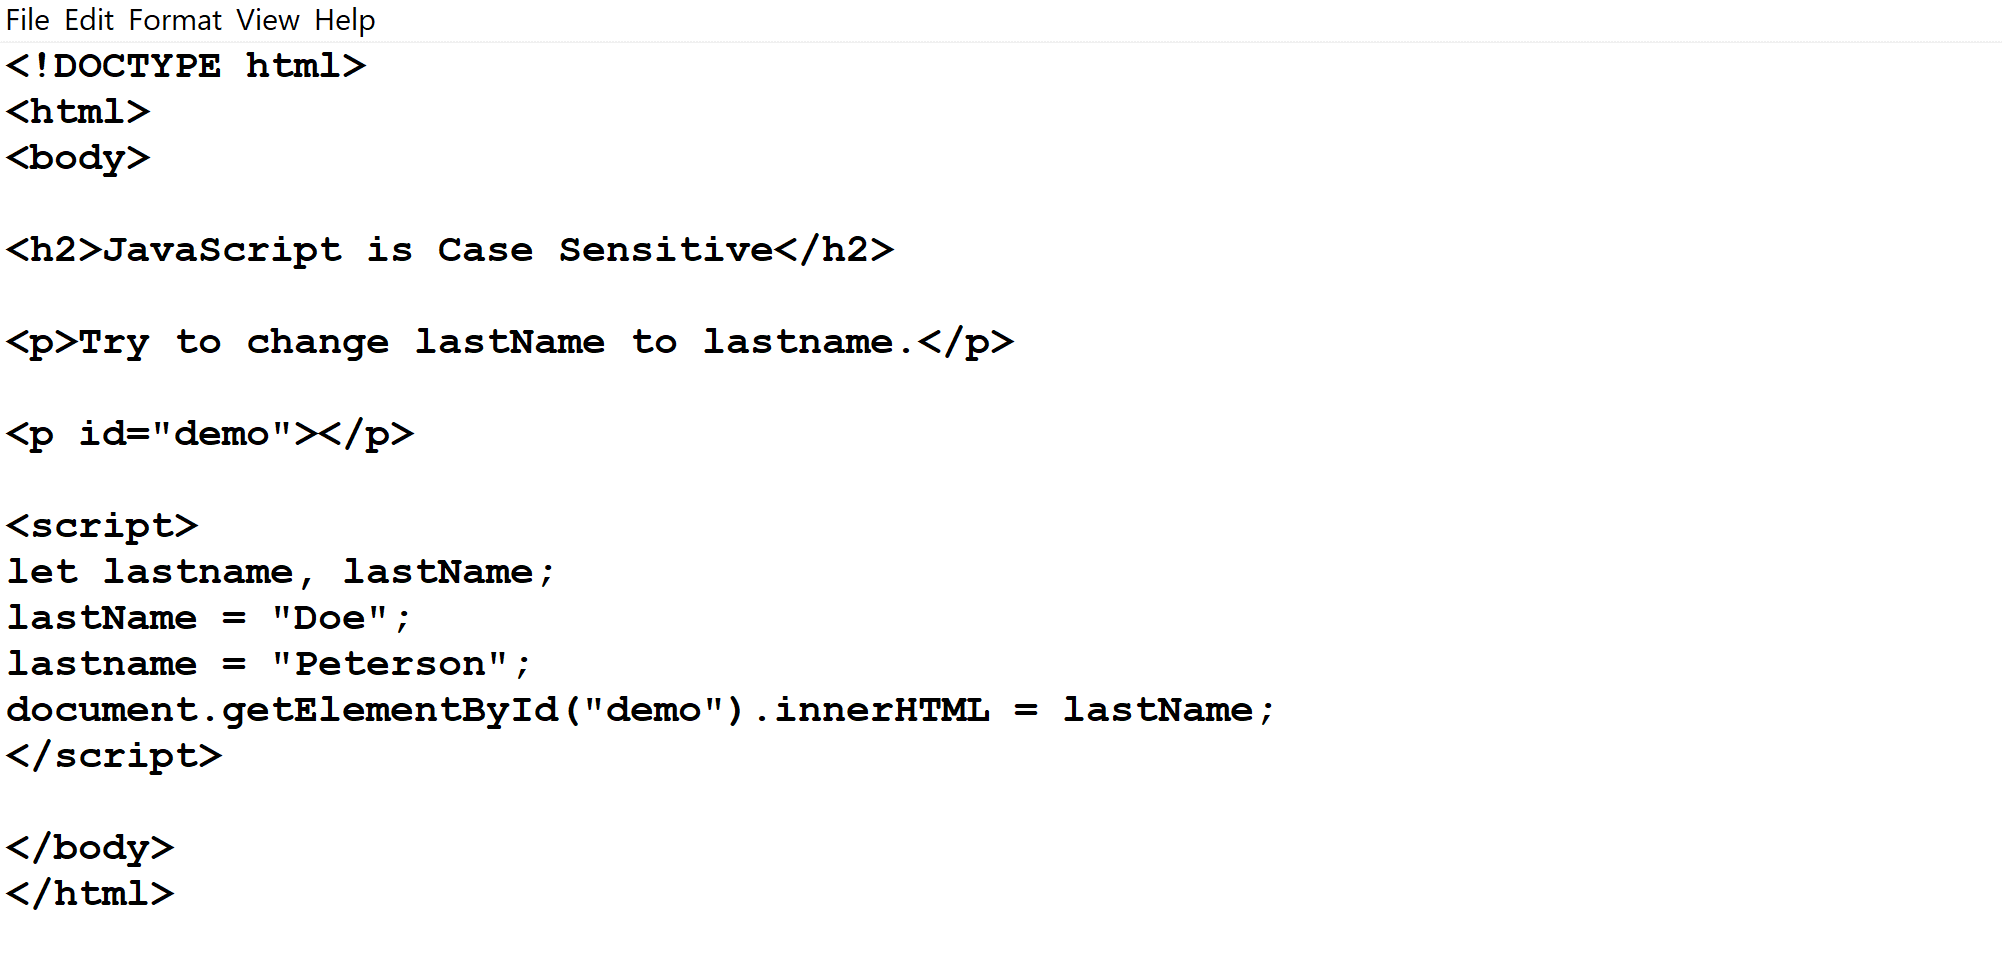 File Edit Format View Help
<!DOCTYPE html>
<html>
<body>
<h2>JavaScript is Case Sensitive</h2>
<p>Try to change lastName to lastname.</p>
<p id="demo"></p>
<script>
let lastname, lastName;
lastName = "Doe";
lastname = "Peterson";
document.getElementById("demo").innerHTML = lastName;
</script>
</body>
</html>